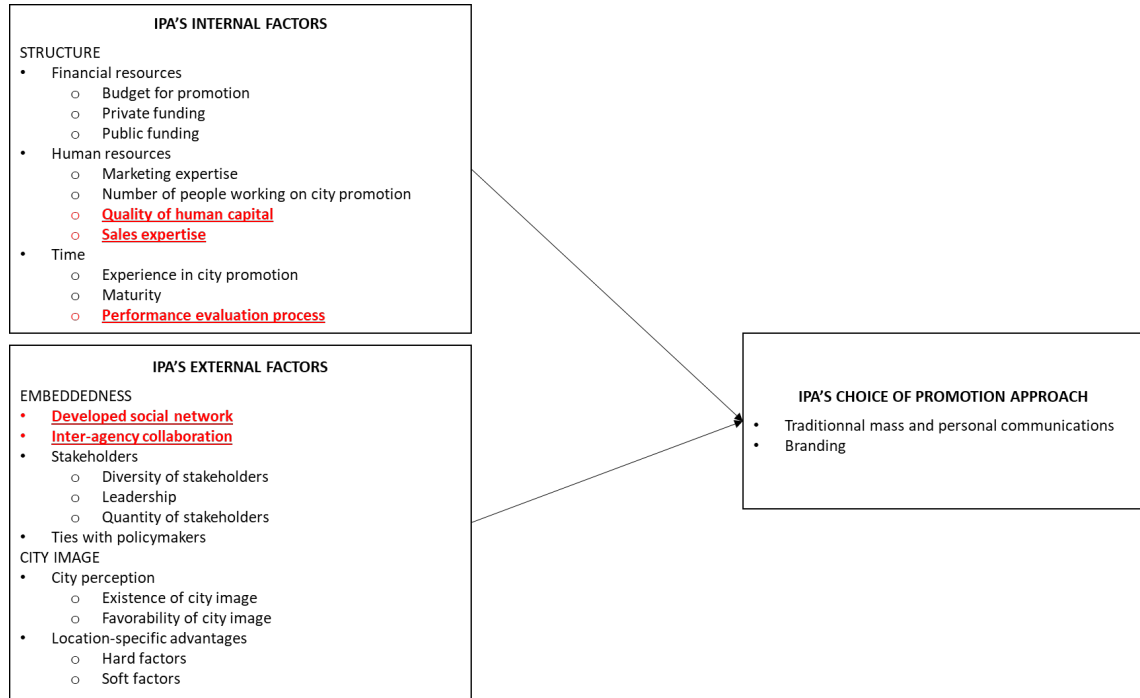 IPA'S INTERNAL FACTORS
STRUCTURE
• Financial resources
o Budget for promotion
o Private funding
o Public funding
• Human resources
o Marketing expertise
o Number of people working on city promotion
o Quality of human capital
o Sales expertise
• Time
o Experience in city promotion
o Maturity
o Performance evaluation process
IPA'S EXTERNAL FACTORS
EMBEDDEDNESS
• Developed social network
• Inter-agency collaboration
• Stakeholders
o Diversity of stakeholders
o Leadership
o Quantity of stakeholders
• Ties with policymakers
CITY IMAGE
• City perception
o Existence of city image
o Favorability of city image
• Location-specific advantages
o Hard factors
o Soft factors
IPA'S CHOICE OF PROMOTION APPROACH
• Traditionnal mass and personal communications
• Branding